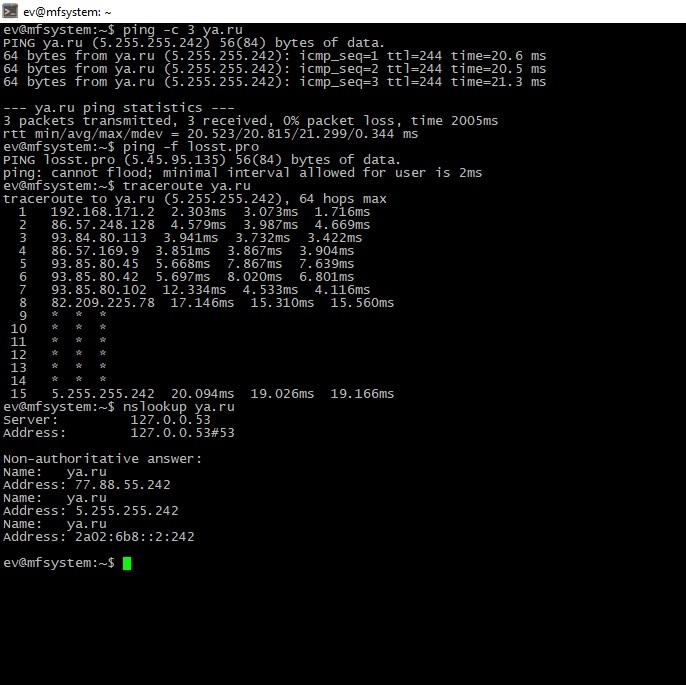 ev@mfsystem: ~
ev@mfsystem:~$ ping -c 3 ya.ru
PING ya.ru (5.255.255.242) 56(84) bytes of data.
64 bytes from ya.ru (5.255.255.242): icmp_seq=1 ttl=244 time=20.6 ms
64 bytes from ya.ru (5.255.255.242): icmp_seq=2 ttl=244 time=20.5 ms
64 bytes from ya.ru (5.255.255.242): icmp_seq=3 ttl=244 time=21.3 ms
--- ya.ru ping statistics ---
3 packets transmitted, 3 received, 0% packet loss, time 2005ms
rtt min/avg/max/mdev = 20.523/20.815/21.299/0.344 ms
ev@mfsystem:~$ ping -f losst.pro
PING losst.pro (5.45.95.135) 56(84) bytes of data.
ping: cannot flood; minimal interval allowed for user is 2ms
ev@mfsystem:~$ traceroute ya.ru
traceroute to ya.ru (5.255.255.242), 64 hops max
1 192.168.171.2 2.303ms 3.073ms 1.716ms
2 86.57.248.128 4.579ms 3.987ms 4.669ms
3 93.84.80.113 3.941ms 3.732ms 3.422ms
4 86.57.169.9 3.851ms 3.867ms 3.904ms
5 93.85.80.45 5.668ms 7.867ms 7.639ms
6 93.85.80.42 5.697ms 8.020ms 6.801ms
7 93.85.80.102 12.334ms 4.533ms 4.116ms
8 82.209.225.78 17.146ms 15.310ms 15.560ms
9 * * *
10 * * *
11 * * *
12 * * *
13 * * *
14 * * *
15 5.255.255.242 20.094ms 19.026ms 19.166ms
ev@mfsystem:~$ nslookup ya.ru
Server: 127.0.0.53
Address: 127.0.0.53#53
Non-authoritative answer:
Name: ya.ru
Address: 77.88.55.242
Name: ya.ru
Address: 5.255.255.242
Name: ya.ru
Address: 2a02:6b8::2:242
ev@mfsystem:~$